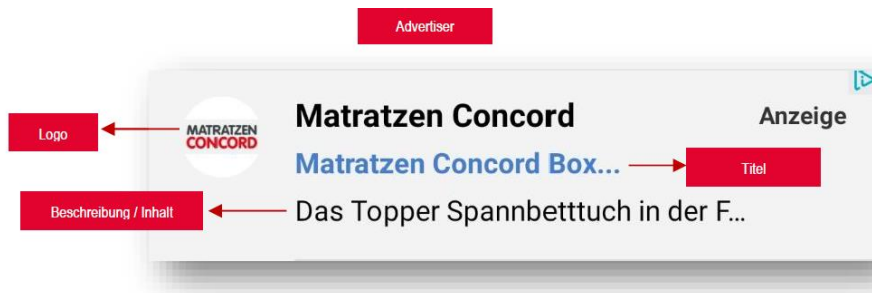 Advertiser
Matratzen Concord
Anzeige
Logo
MATRATZEN
CONCORD
Matratzen Concord Box...
Titel
Beschreibung / Inhalt
Das Topper Spannbetttuch in der F...